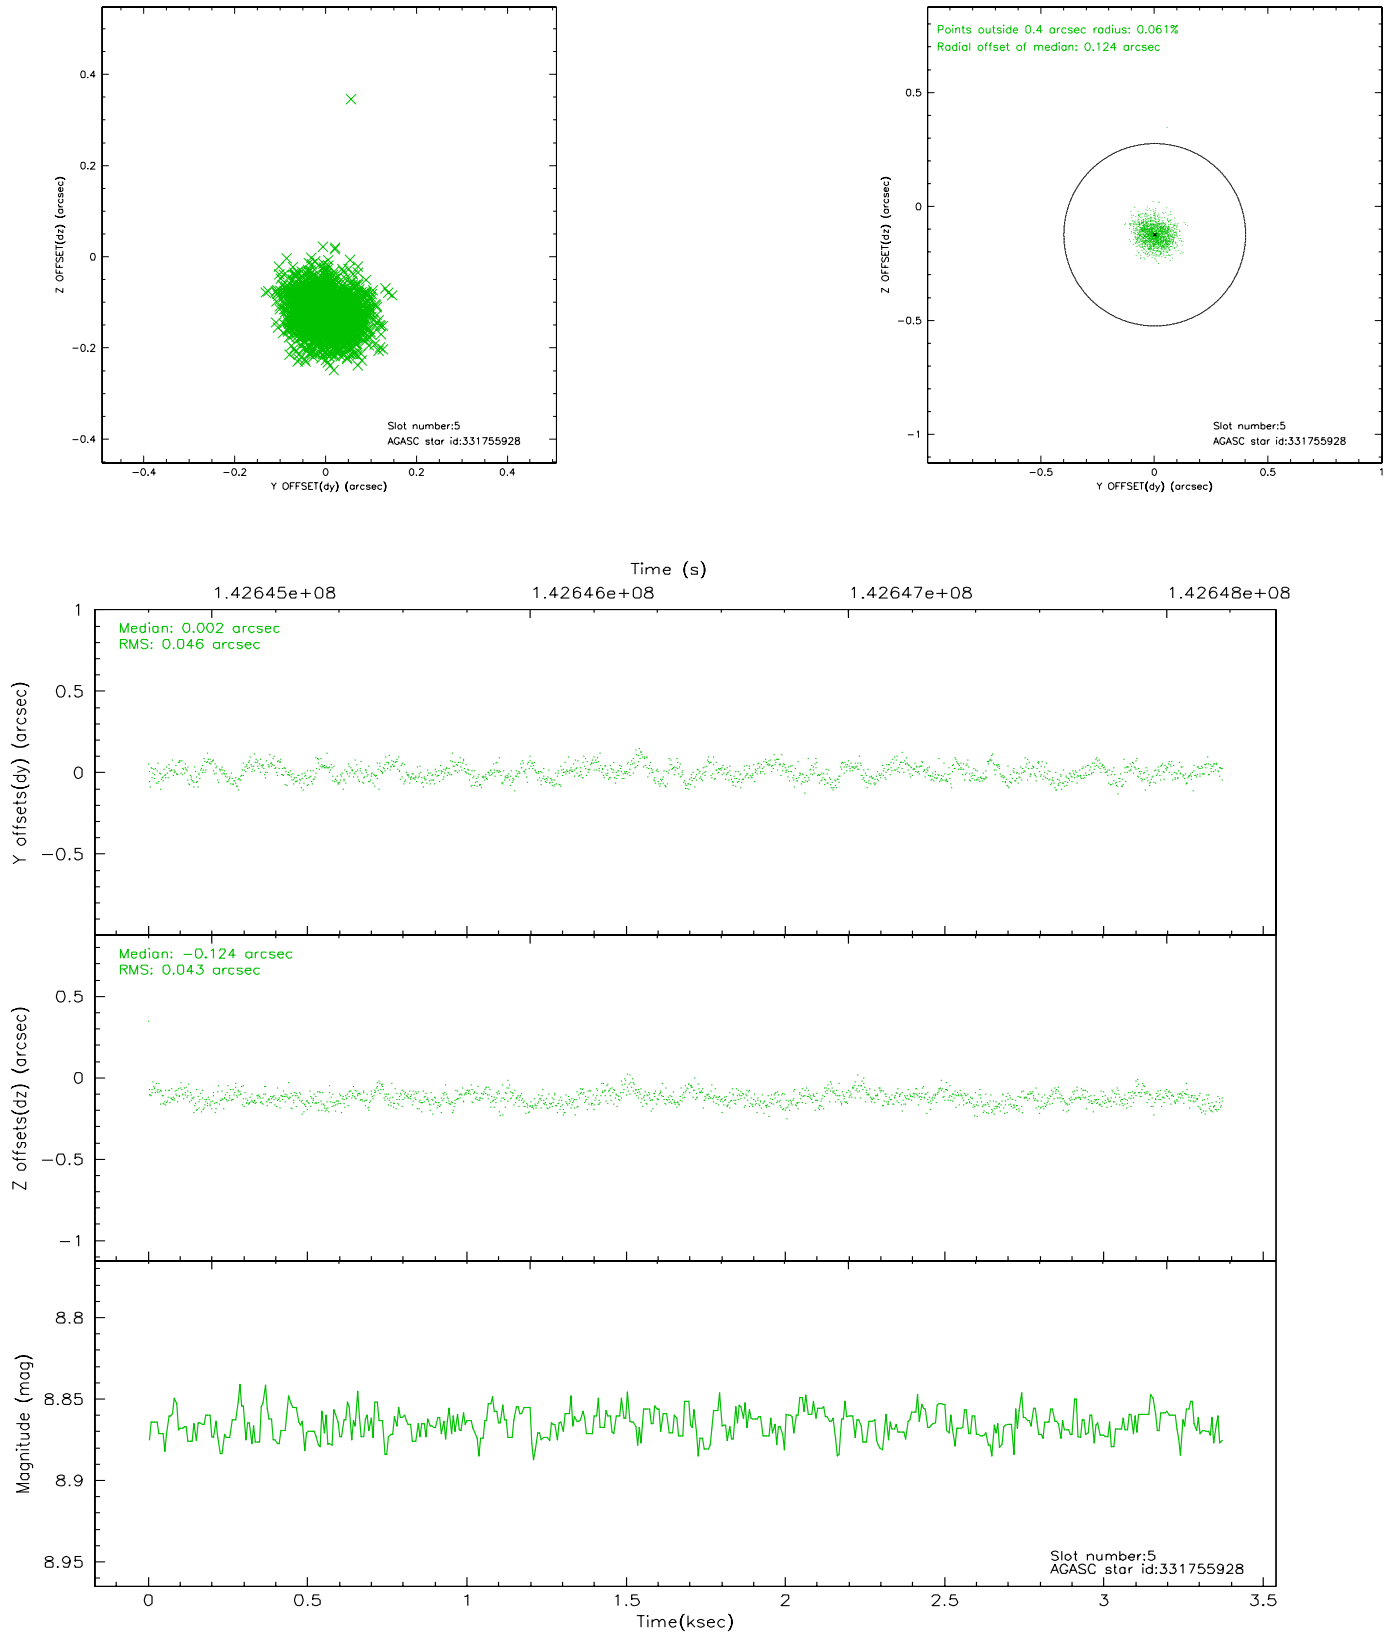 0.4
0.2
0
−0.2
−0.4
Z OFFSET(dz) (arcsec)
Slot number:5
AGASC star id:331755928
−0.4 −0.2 0 0.2 0.4
Y OFFSET(dy) (arcsec)
Points outside 0.4 arcsec radius: 0.061%
Radial offset of median: 0.124 arcsec
0.5
0
−0.5
−1
Z OFFSET(dz) (arcsec)
Slot number:5
AGASC star id:331755928
−0.5 0 0.5 1
Y OFFSET(dy) (arcsec)
Time (s)
1.42645e+08 1.42646e+08 1.42647e+08 1.42648e+08
Median: 0.002 arcsec
RMS: 0.046 arcsec
1
0.5
0
−0.5
Y offsets(dy) (arcsec)
Median: −0.124 arcsec
RMS: 0.043 arcsec
0.5
0
−0.5
−1
Z offsets(dz) (arcsec)
8.8
8.85
8.9
8.95
Magnitude (mag)
Slot number:5
AGASC star id:331755928
0 0.5 1 1.5 2 2.5 3 3.5
Time(ksec)